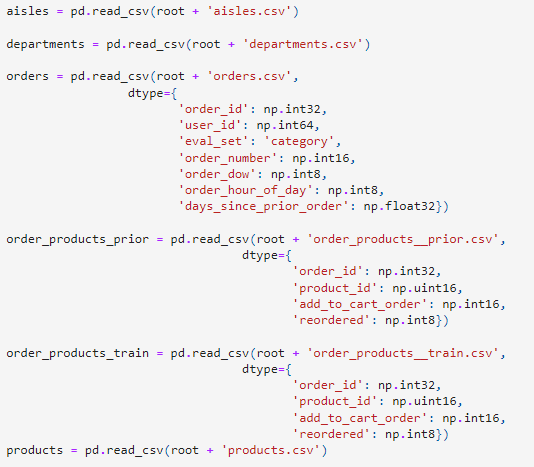 aisles = pd.read_csv(root + 'aisles.csv')
departments = pd.read_csv(root + 'departments.csv')
orders = pd.read_csv(root + 'orders.csv',
                 dtype={
                        'order_id': np.int32,
                        'user_id': np.int64,
                        'eval_set': 'category',
                        'order_number': np.int16,
                        'order_dow': np.int8,
                        'order_hour_of_day': np.int8,
                        'days_since_prior_order': np.float32})
order_products_prior = pd.read_csv(root + 'order_products__prior.csv',
                                 dtype={
                                        'order_id': np.int32,
                                        'product_id': np.uint16,
                                        'add_to_cart_order': np.int16,
                                        'reordered': np.int8})
order_products_train = pd.read_csv(root + 'order_products__train.csv',
                                 dtype={
                                        'order_id': np.int32,
                                        'product_id': np.uint16,
                                        'add_to_cart_order': np.int16,
                                        'reordered': np.int8})
products = pd.read_csv(root + 'products.csv')